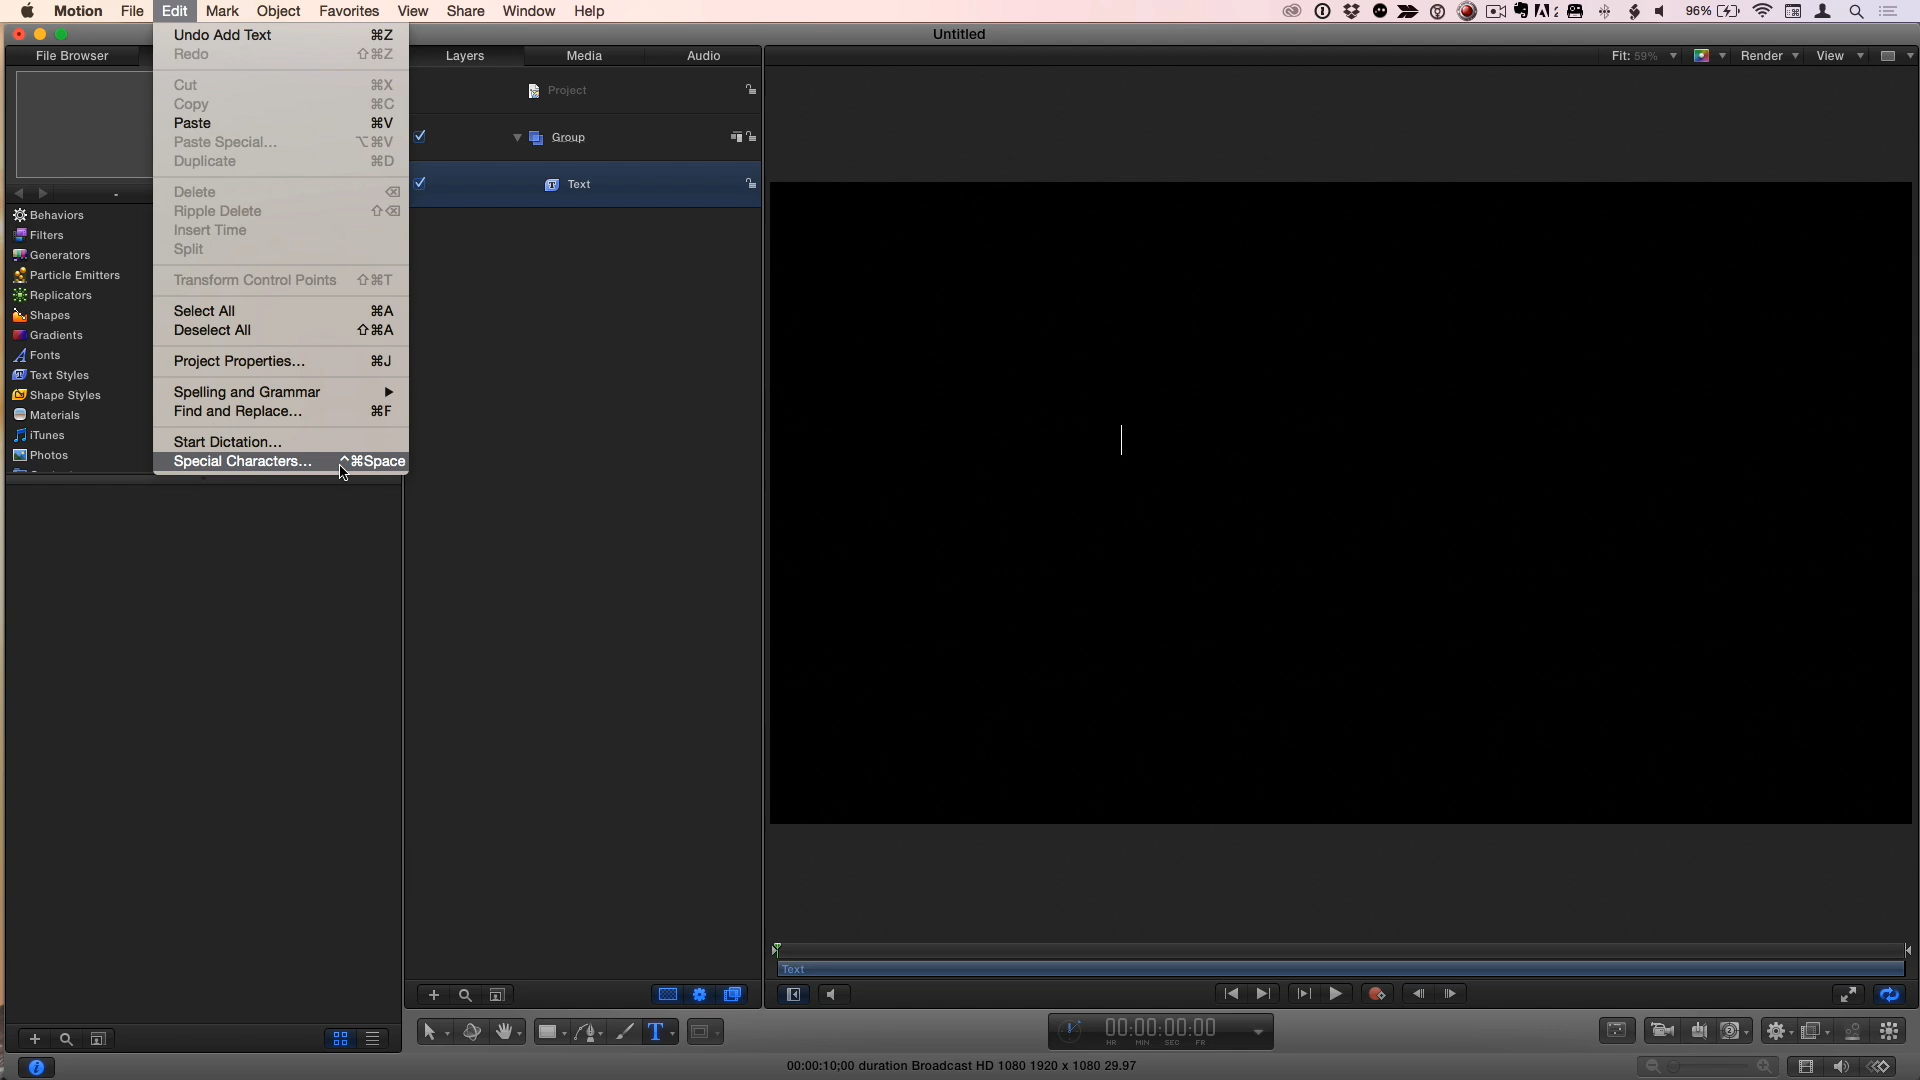 Motion File Edit Mark Object Favorites View Share Window Help 96%
Untitled
File Browser
Layers Media Audio
Fit: 59% Render View
Undo Add Text ⌘Z
Redo ⇧⌘Z
Cut ⌘X
Copy ⌘C
Paste ⌘V
Paste Special... ⌥⌘V
Duplicate ⌘D
Delete ⌫
Ripple Delete ⇧⌫
Insert Time
Split
Transform Control Points ⇧⌘T
Select All ⌘A
Deselect All ⇧⌘A
Project Properties... ⌘J
Spelling and Grammar
Find and Replace... ⌘F
Start Dictation...
Special Characters... ^⌘Space
Behaviors
Filters
Generators
Particle Emitters
Replicators
Shapes
Gradients
Fonts
Text Styles
Shape Styles
Materials
iTunes
Photos
Project
Group
Text
Text
00:00:00:00
HR MIN SEC FR
00:00:10;00 duration Broadcast HD 1080 1920 x 1080 29.97